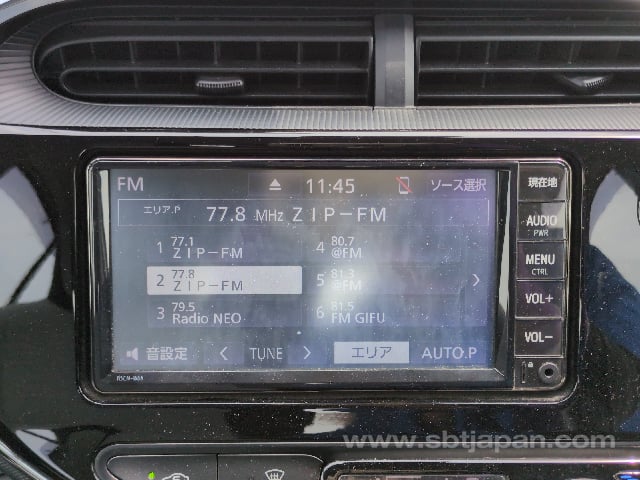 FM 11:45 ソース選択 現在地
エリア.P 77.8 MHz ZIP-FM
AUDIO
PWR
1 77.1 ZIP-FM
4 80.7 @FM
MENU
CTRL
2 77.8 ZIP-FM
5 81.3 @FM
VOL+
3 79.5 Radio NEO
6 81.5 FM GIFU
VOL-
音設定 < TUNE > エリア AUTO.P
www.sbtjapan.com